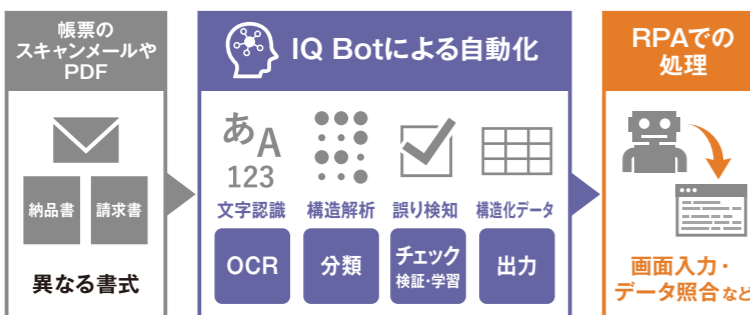 帳票の
スキャンメールや
PDF
納品書
請求書
異なる書式
IQ Botによる自動化
あA
123
文字認識
構造解析
誤り検知
構造化データ
OCR
分類
チェック
検証・学習
出力
RPAでの
処理
画面入力・
データ照合など